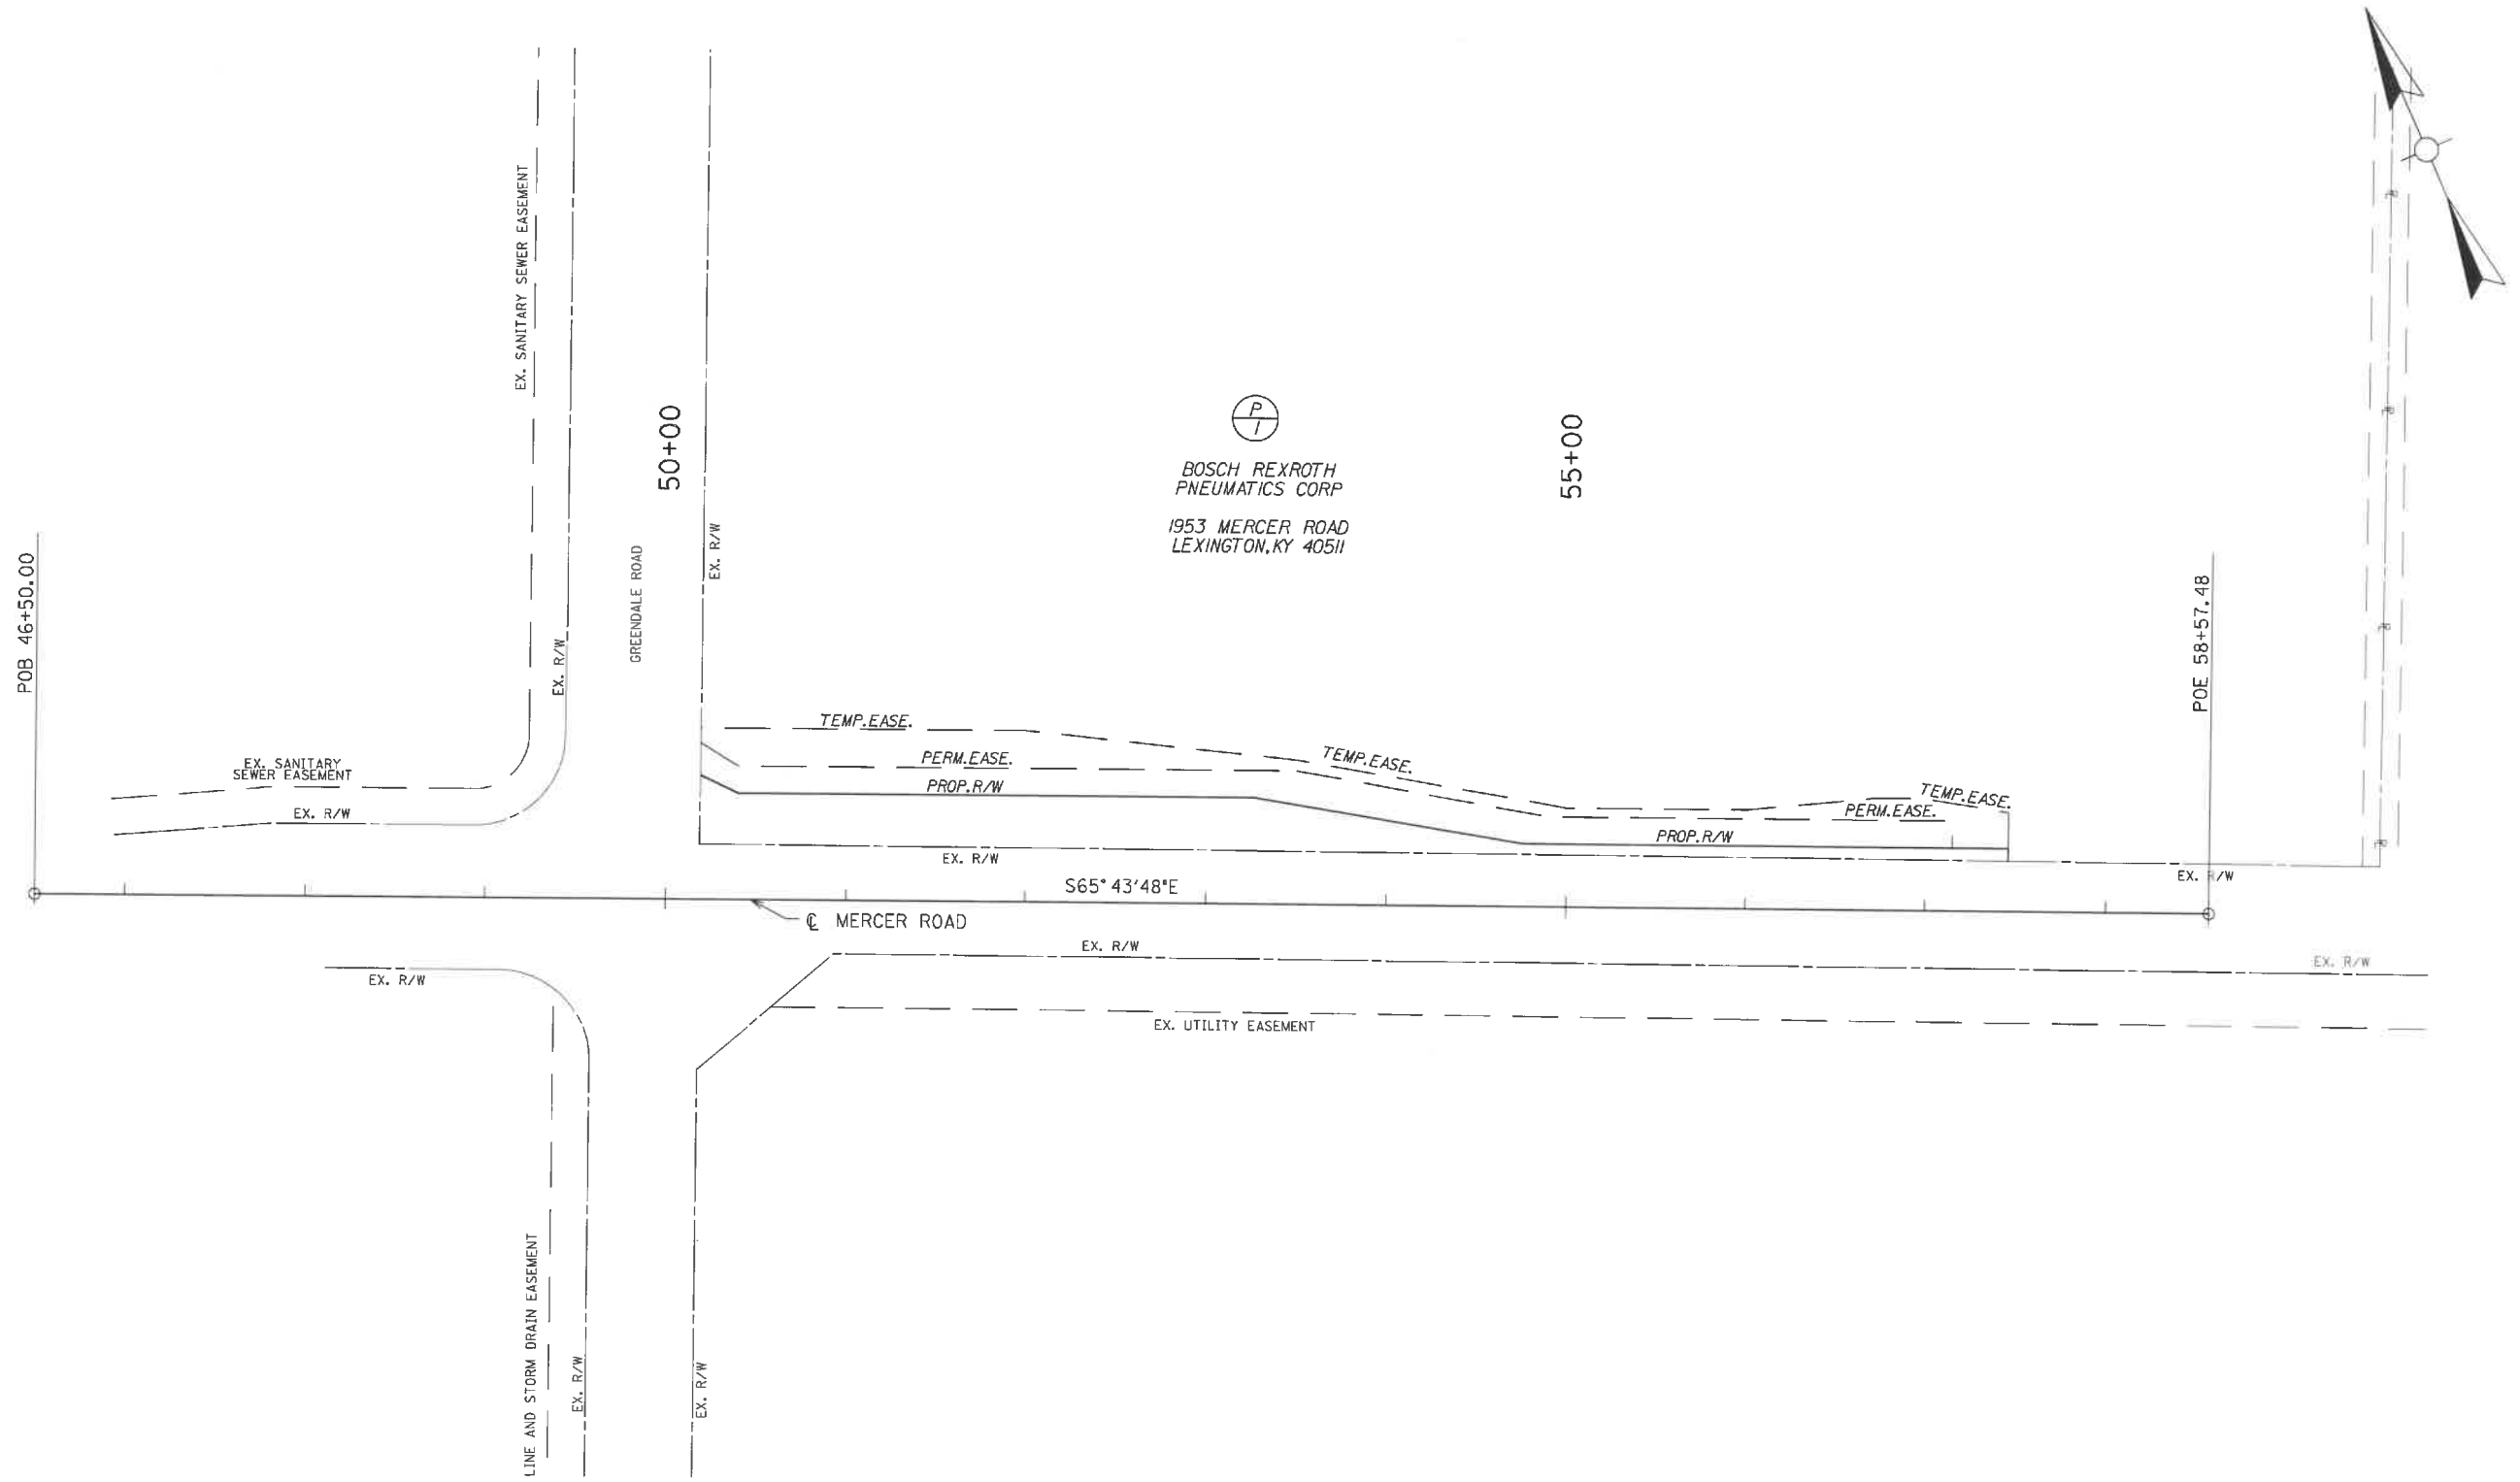 EX. SANITARY SEWER EASEMENT
50+00
P
1
BOSCH REXROTH
PNEUMATICS CORP
1953 MERCER ROAD
LEXINGTON, KY 40511
55+00
EX. R/W
GREENDALE ROAD
POB 46+50.00
EX. R/W
POE 58+57.48
TEMP.EASE.
TEMP.EASE.
PERM.EASE.
EX. SANITARY
SEWER EASEMENT
PROP.R/W
TEMP.EASE.
PERM.EASE.
EX. R/W
PROP.R/W
EX. R/W
EX. R/W
S65°43'48"E
℄ MERCER ROAD
EX. R/W
EX. R/W
EX. R/W
EX. UTILITY EASEMENT
LINE AND STORM DRAIN EASEMENT
EX. R/W
EX. R/W